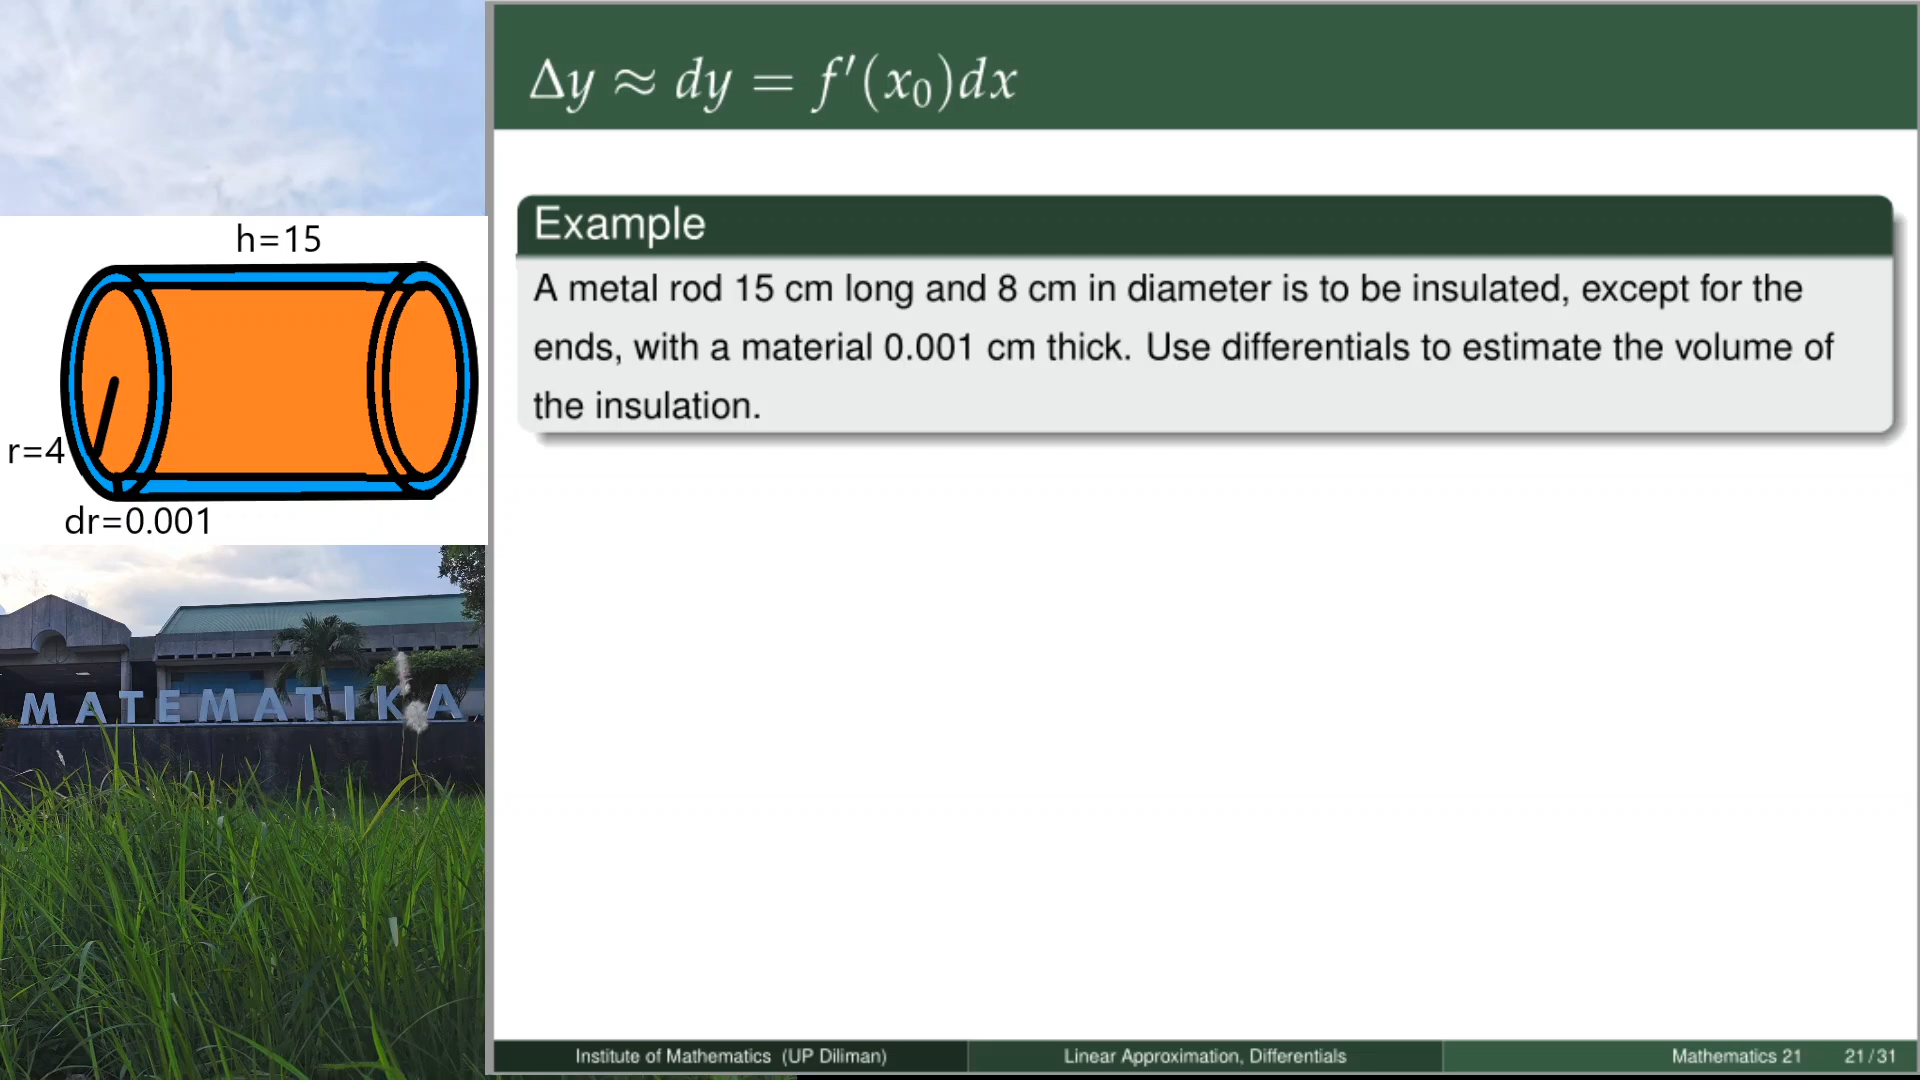 Δy ≈ dy = f′(x₀)dx
Example
A metal rod 15 cm long and 8 cm in diameter is to be insulated, except for the
ends, with a material 0.001 cm thick. Use differentials to estimate the volume of
the insulation.
h=15
r=4
dr=0.001
MATEMATIKA
Institute of Mathematics (UP Diliman)
Linear Approximation, Differentials
Mathematics 21
21 / 31